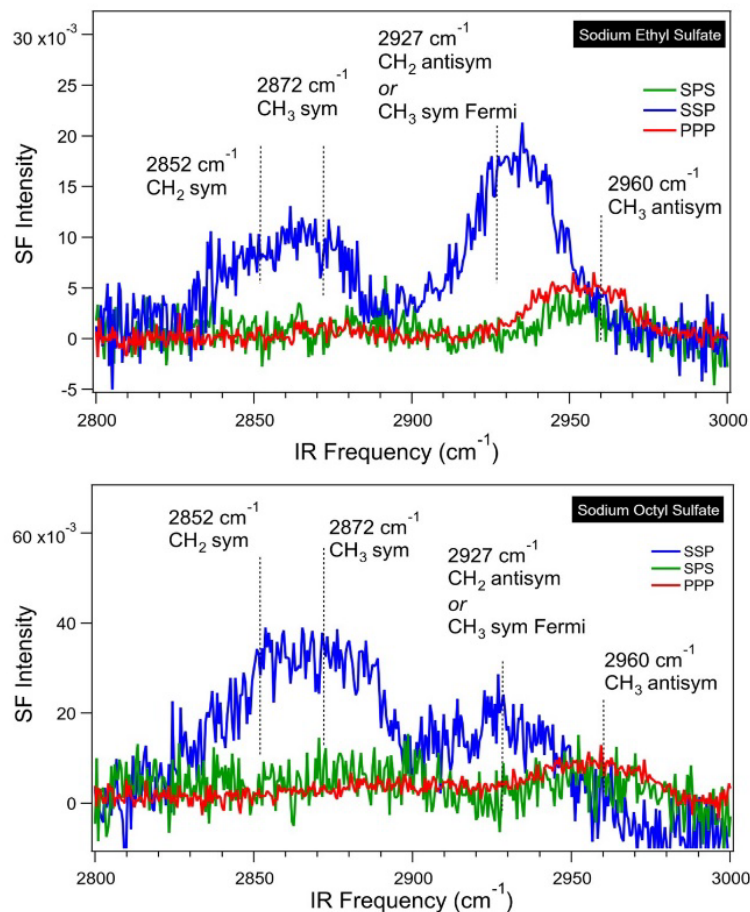 30 x10⁻³
25
20
15
10
5
0
-5
SF Intensity
2800
2850
2900
2950
3000
IR Frequency (cm⁻¹)
Sodium Ethyl Sulfate
SPS
SSP
PPP
2852 cm⁻¹
CH₂ sym
2872 cm⁻¹
CH₃ sym
2927 cm⁻¹
CH₂ antisym
or
CH₃ sym Fermi
2960 cm⁻¹
CH₃ antisym
60 x10⁻³
40
20
0
SF Intensity
2800
2850
2900
2950
3000
IR Frequency (cm⁻¹)
Sodium Octyl Sulfate
SSP
SPS
PPP
2852 cm⁻¹
CH₂ sym
2872 cm⁻¹
CH₃ sym
2927 cm⁻¹
CH₂ antisym
or
CH₃ sym Fermi
2960 cm⁻¹
CH₃ antisym